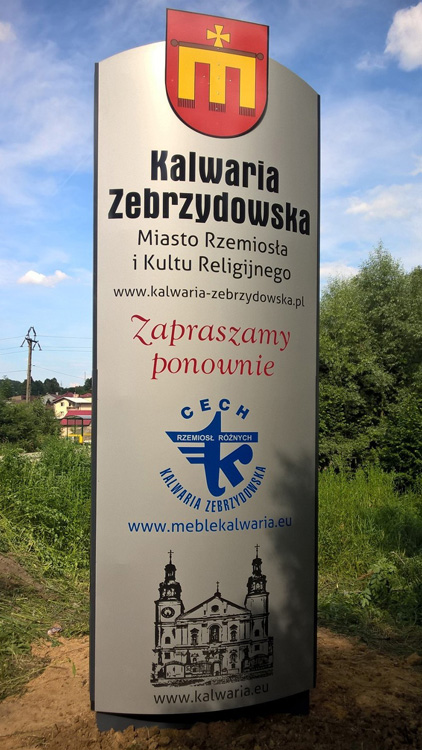 Kalwaria
Zebrzydowska
Miasto Rzemiosła
i Kultu Religijnego
www.kalwaria-zebrzydowska.pl
Zapraszamy
ponownie
CECH
RZEMIOSŁ RÓŻNYCH
KALWARIA ZEBRZYDOWSKA
www.meblekalwaria.eu
www.kalwaria.eu